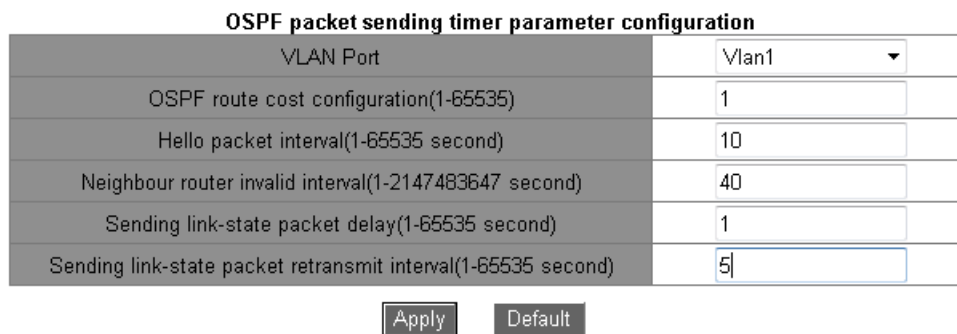 OSPF packet sending timer parameter configuration
VLAN Port Vlan1
OSPF route cost configuration(1-65535) 1
Hello packet interval(1-65535 second) 10
Neighbour router invalid interval(1-2147483647 second) 40
Sending link-state packet delay(1-65535 second) 1
Sending link-state packet retransmit interval(1-65535 second) 5
Apply Default